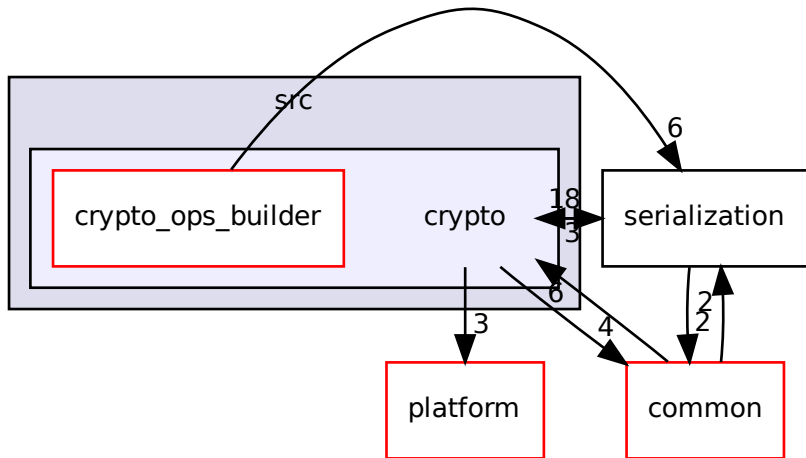 src
6
crypto_ops_builder
crypto
18
3
serialization
6
2
2
3
4
platform
common